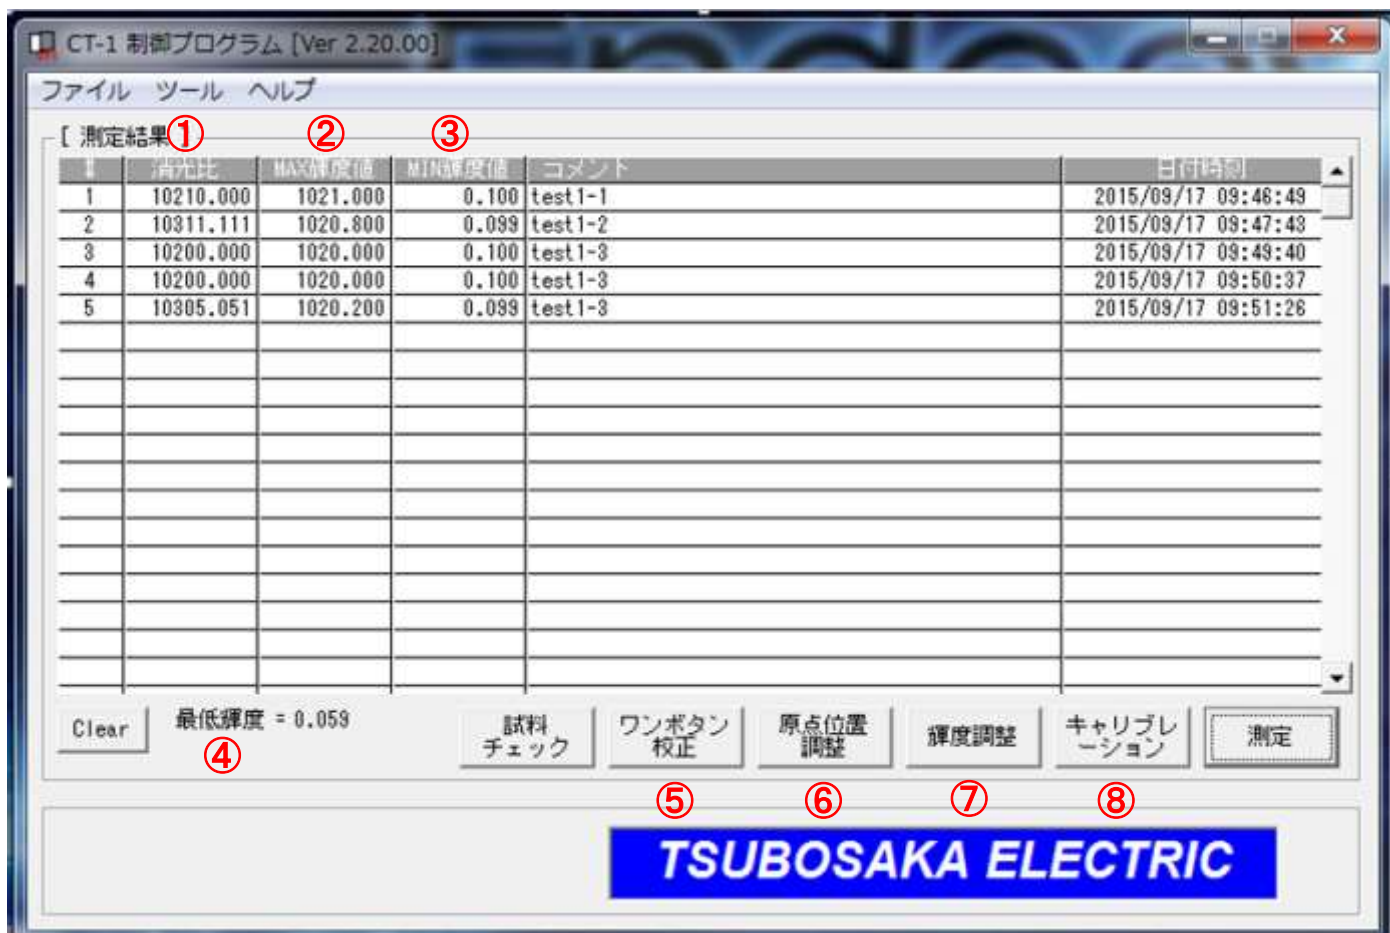 CT-1 制御プログラム [Ver 2.20.00]
ファイル ツール ヘルプ
[ 測定結果 ① ② ③
# 消光比 MAX輝度値 MIN輝度値 コメント 日付時刻
1 10210.000 1021.000 0.100 test1-1 2015/09/17 09:46:49
2 10311.111 1020.800 0.099 test1-2 2015/09/17 09:47:43
3 10200.000 1020.000 0.100 test1-3 2015/09/17 09:49:40
4 10200.000 1020.000 0.100 test1-3 2015/09/17 09:50:37
5 10305.051 1020.200 0.099 test1-3 2015/09/17 09:51:26
Clear
最低輝度 = 0.059
④
試料
チェック
ワンボタン
校正
原点位置
調整
輝度調整
キャリブレ
ーション
測定
⑤ ⑥ ⑦ ⑧
TSUBOSAKA ELECTRIC